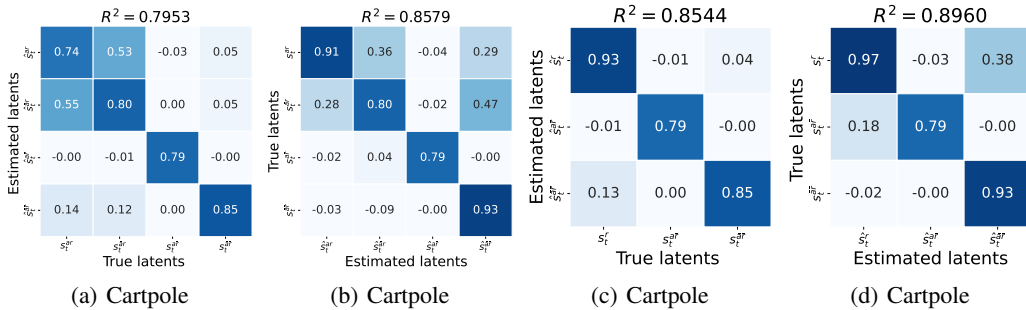 R² = 0.7953
Estimated latents
0.74 0.53 -0.03 0.05
0.55 0.80 0.00 0.05
-0.00 -0.01 0.79 -0.00
0.14 0.12 0.00 0.85
True latents
(a) Cartpole
R² = 0.8579
True latents
0.91 0.36 -0.04 0.29
0.28 0.80 -0.02 0.47
-0.02 0.04 0.79 -0.00
-0.03 -0.09 -0.00 0.93
Estimated latents
(b) Cartpole
R² = 0.8544
Estimated latents
0.93 -0.01 0.04
-0.01 0.79 -0.00
0.13 0.00 0.85
True latents
(c) Cartpole
R² = 0.8960
True latents
0.97 -0.03 0.38
0.18 0.79 -0.00
-0.02 -0.00 0.93
Estimated latents
(d) Cartpole